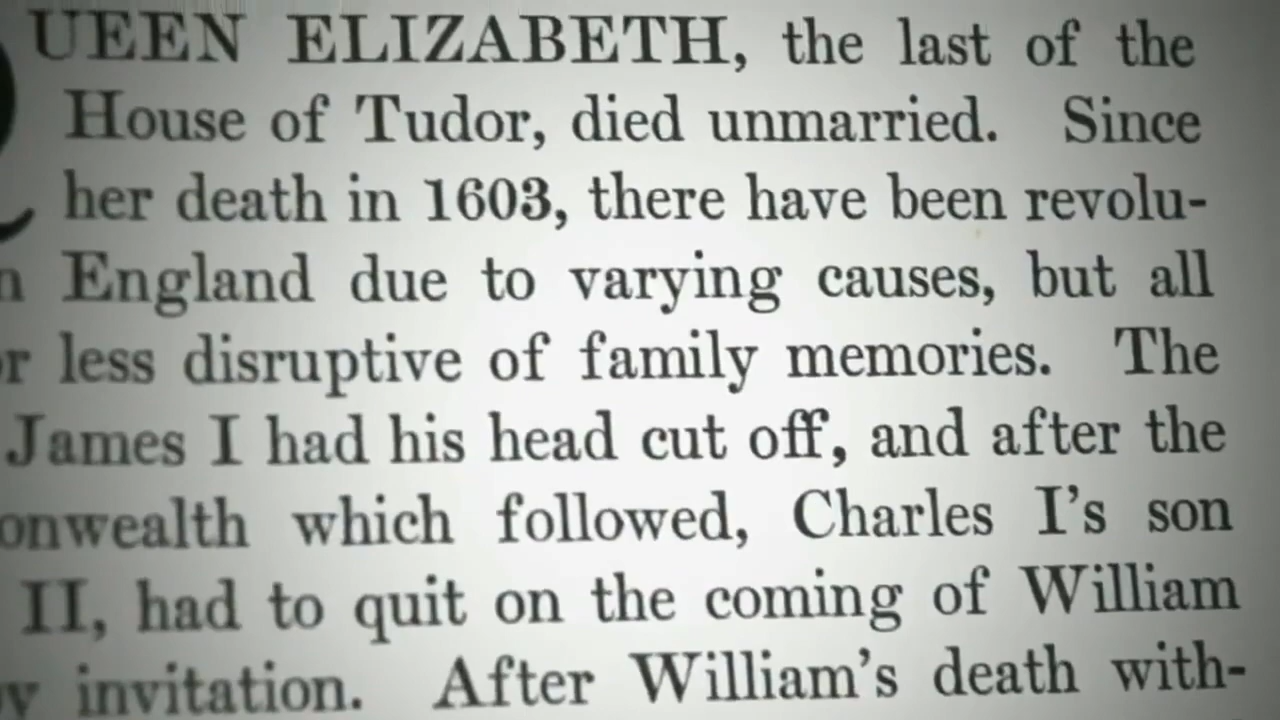 QUEEN ELIZABETH, the last of the
House of Tudor, died unmarried. Since
her death in 1603, there have been revolu-
England due to varying causes, but all
less disruptive of family memories. The
James I had his head cut off, and after the
onwealth which followed, Charles I's son
II, had to quit on the coming of William
invitation. After William's death with-